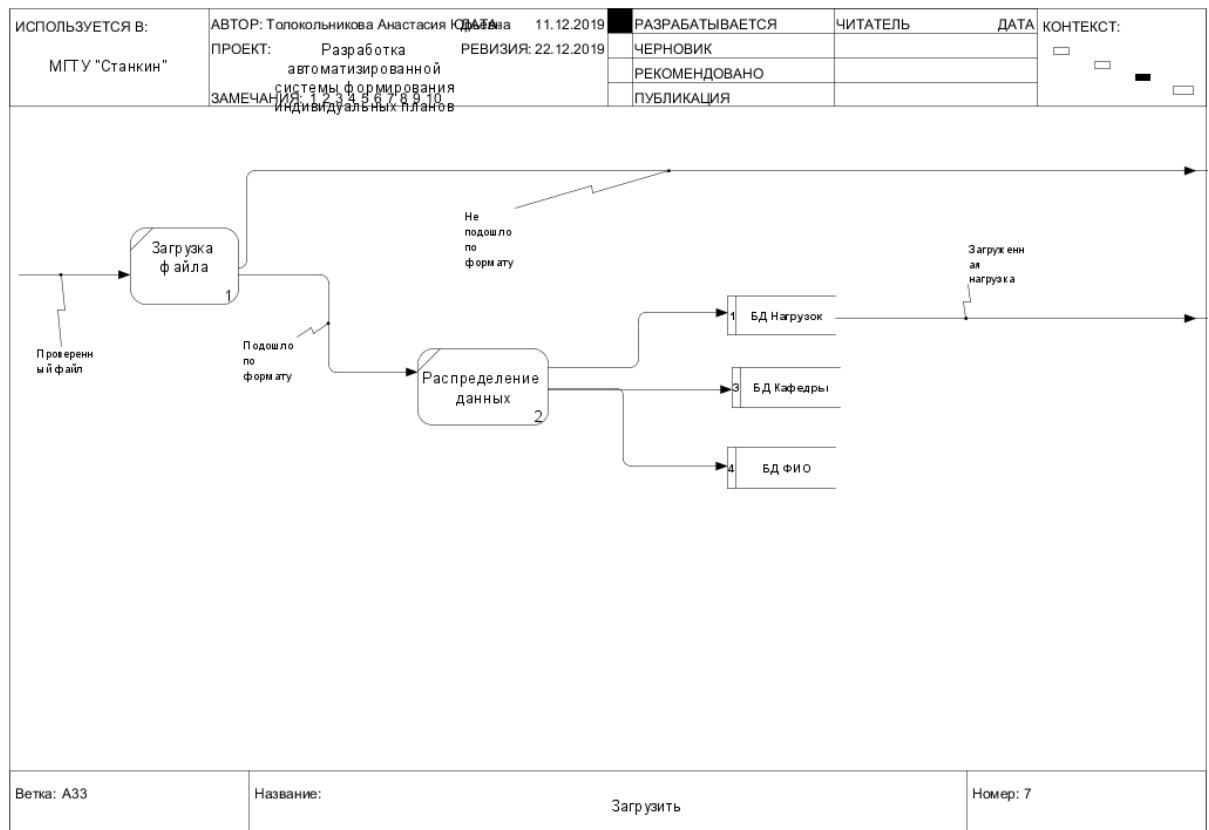 ИСПОЛЬЗУЕТСЯ В:
МГТУ "Станкин"
АВТОР: Толокольникова Анастасия Юрьевна
ДАТА: 11.12.2019
ПРОЕКТ: Разработка
автоматизированной
системы формирования
индивидуальных планов
РЕВИЗИЯ: 22.12.2019
ЗАМЕЧАНИЯ: 1 2 3 4 5 6 7 8 9 10
РАЗРАБАТЫВАЕТСЯ
ЧЕРНОВИК
РЕКОМЕНДОВАНО
ПУБЛИКАЦИЯ
ЧИТАТЕЛЬ ДАТА
КОНТЕКСТ:
Не
подошло
по
формату
Загрузка
файла
1
Загруженн
ая
нагрузка
Проверенн
ый файл
Подошло
по
формату
1 БД Нагрузок
Распределение
данных
2
3 БД Кафедры
4 БД ФИО
Ветка: A33
Название:
Загрузить
Номер: 7